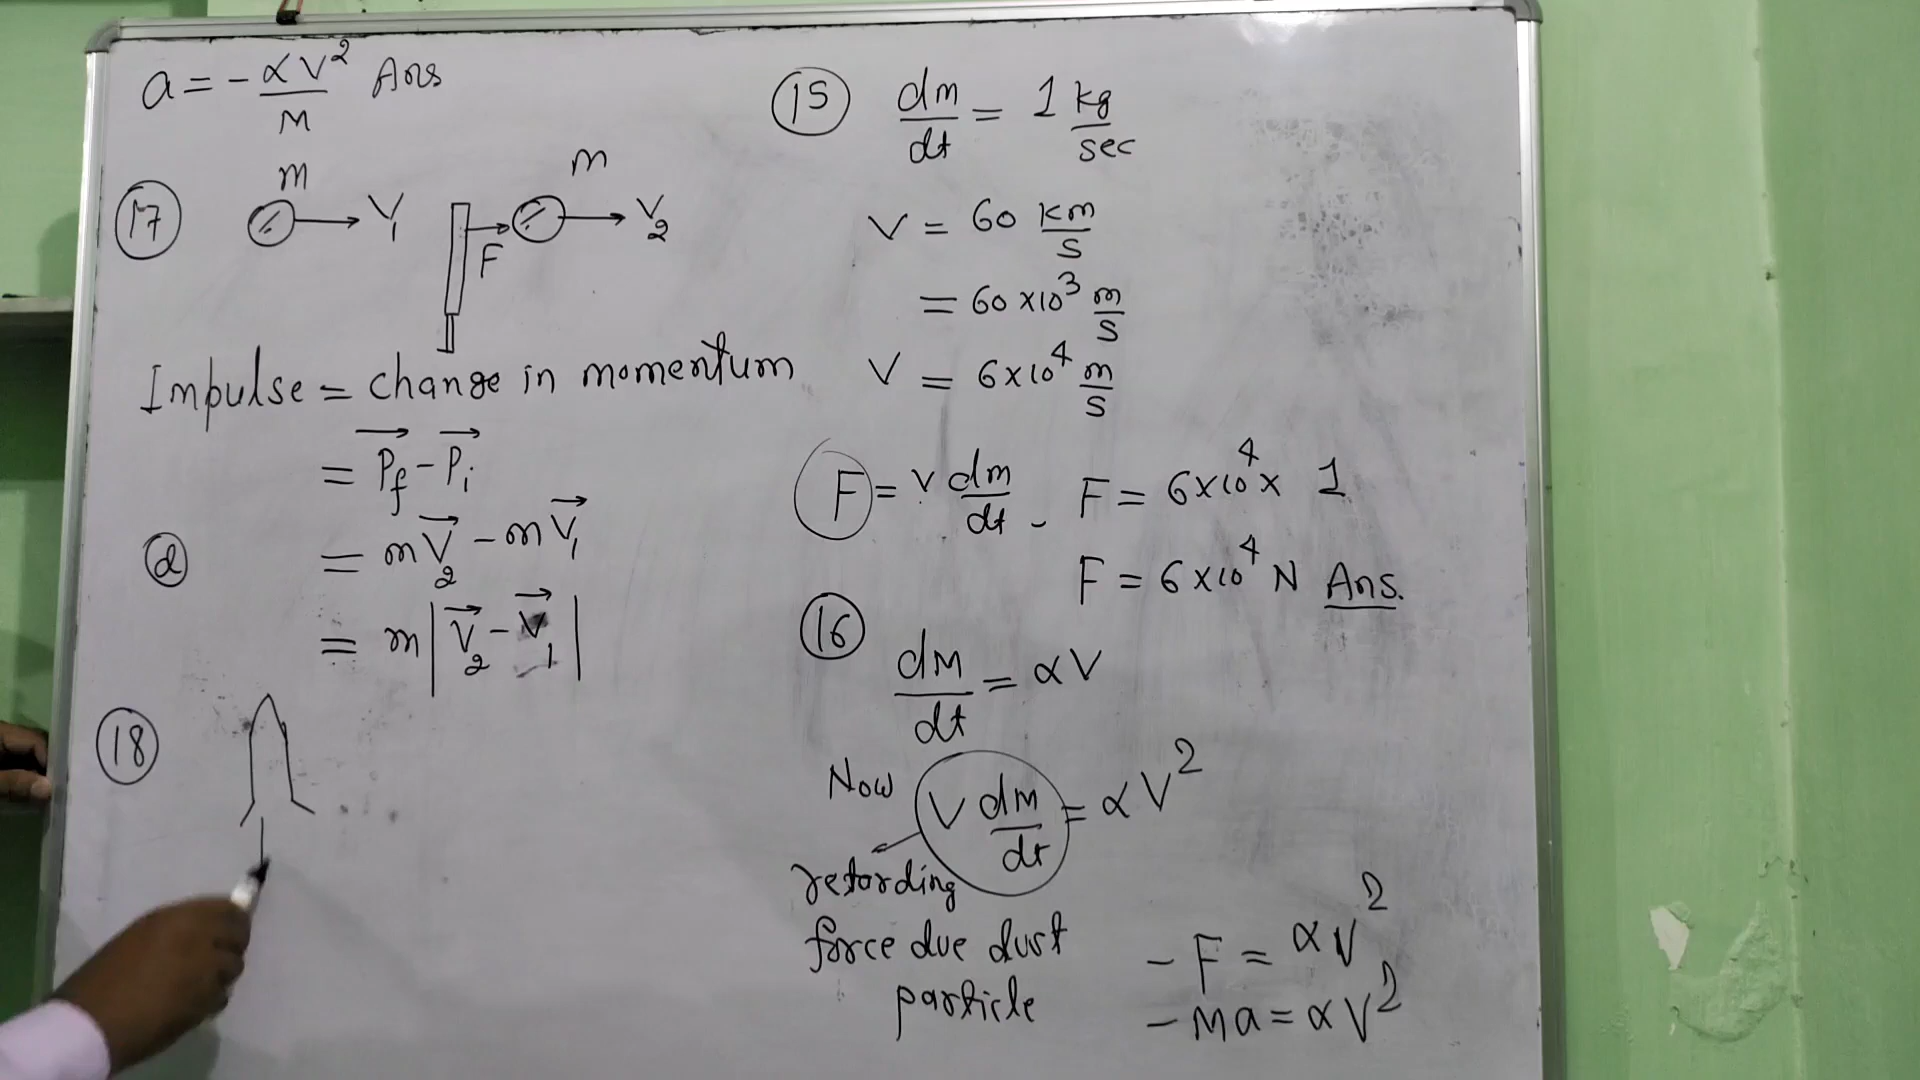 a = - αV² Ans
M
17
m
V₁
F
m
V₂
Impulse = change in momentum
= P⃗f - P⃗i
d
= mV⃗₂ - mV⃗₁
= m|V⃗₂ - V⃗₁|
18
15
dm = 1 kg
dt sec
V = 60 km
s
= 60×10³ m
s
V = 6×10⁴ m
s
F = v dm
dt
F = 6×10⁴ × 1
F = 6×10⁴ N Ans.
16
dM = αV
dt
Now V dM = αV²
dt
retording
force due dust
particle
-F = αV²
-Ma = αV²